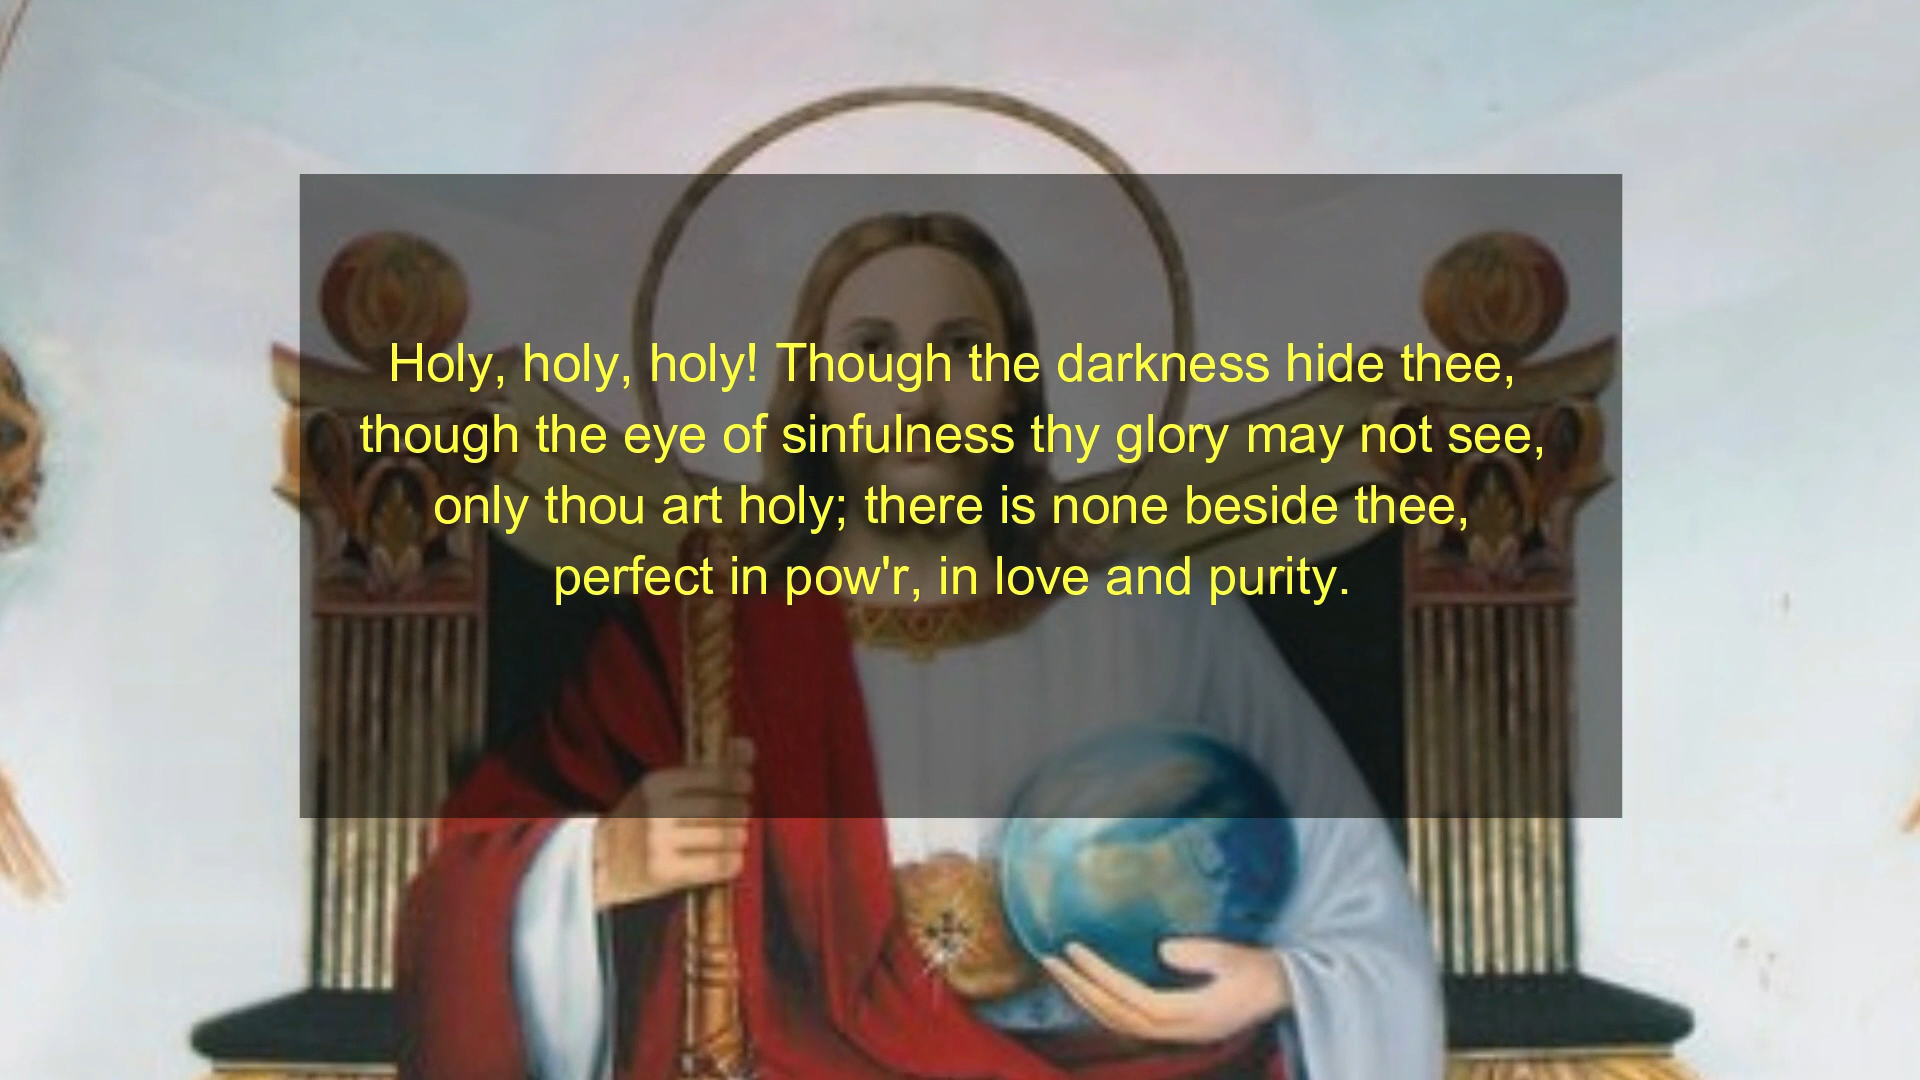 Holy, holy, holy! Though the darkness hide thee,
though the eye of sinfulness thy glory may not see,
only thou art holy; there is none beside thee,
perfect in pow'r, in love and purity.